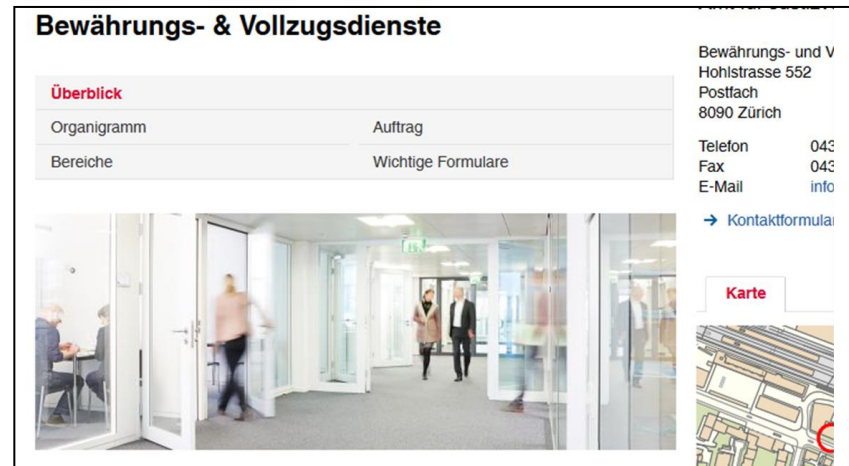 Bewährungs- & Vollzugsdienste
Überblick
Organigramm Auftrag
Bereiche Wichtige Formulare
Bewährungs- und V
Hohlstrasse 552
Postfach
8090 Zürich
Telefon 043
Fax 043
E-Mail info
→ Kontaktformular
Karte